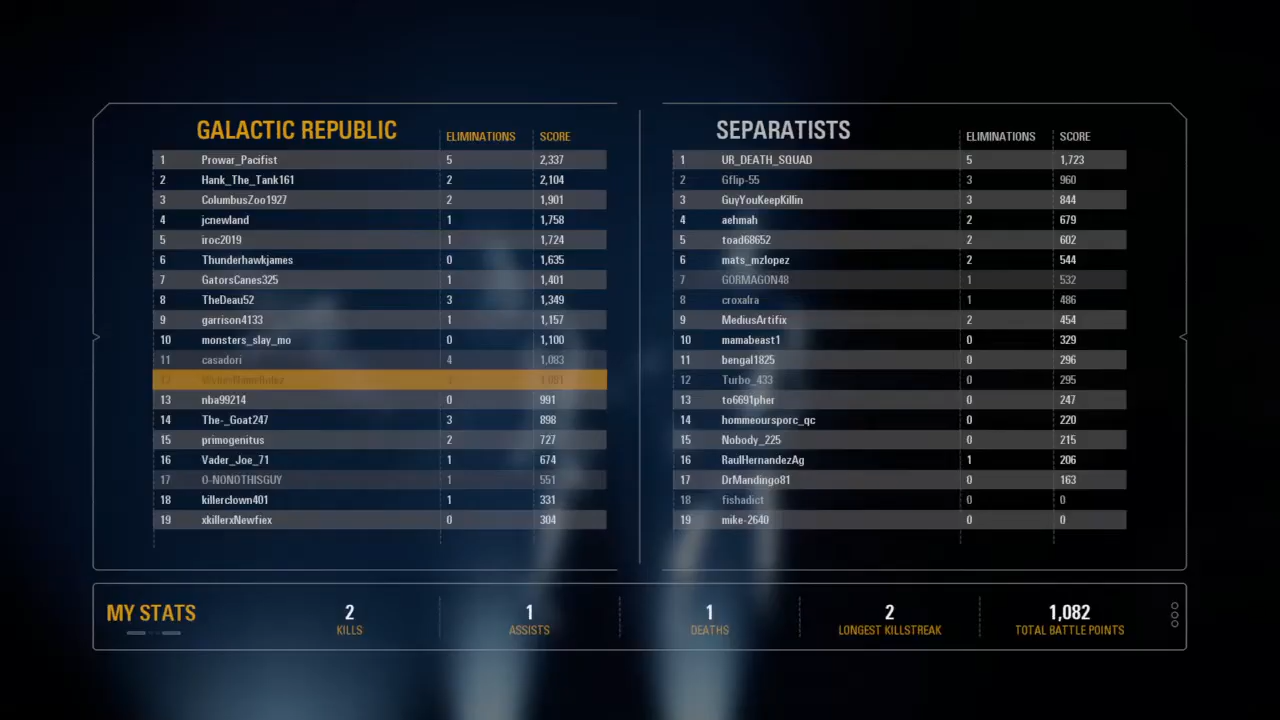 GALACTIC REPUBLIC ELIMINATIONS SCORE
1 Prowar_Pacifist 5 2,337
2 Hank_The_Tank161 2 2,104
3 ColumbusZoo1927 2 1,901
4 jcnewland 1 1,758
5 iroc2019 1 1,724
6 Thunderhawkjames 0 1,635
7 GatorsCanes325 1 1,401
8 TheDeau52 3 1,349
9 garrison4133 1 1,157
10 monsters_slay_mo 0 1,100
11 casadori 4 1,083
12
13 nba99214 0 991
14 The-_Goat247 3 898
15 primogenitus 2 727
16 Vader_Joe_71 1 674
17 O-NONOTHISGUY 1 551
18 killerclown401 1 331
19 xkillerxNewfiex 0 304
SEPARATISTS ELIMINATIONS SCORE
1 UR_DEATH_SQUAD 5 1,723
2 Gflip-55 3 960
3 GuyYouKeepKillin 3 844
4 aehmah 2 679
5 toad68652 2 602
6 mats_mzlopez 2 544
7 GORMAGON48 1 532
8 croxalra 1 486
9 MediusArtifix 2 454
10 mamabeast1 0 329
11 bengal1825 0 296
12 Turbo_433 0 295
13 to6691pher 0 247
14 hommeoursporc_qc 0 220
15 Nobody_225 0 215
16 RaulHernandezAg 1 206
17 DrMandingo81 0 163
18 fishadict 0 0
19 mike-2640 0 0
MY STATS
2 KILLS
1 ASSISTS
1 DEATHS
2 LONGEST KILLSTREAK
1,082 TOTAL BATTLE POINTS